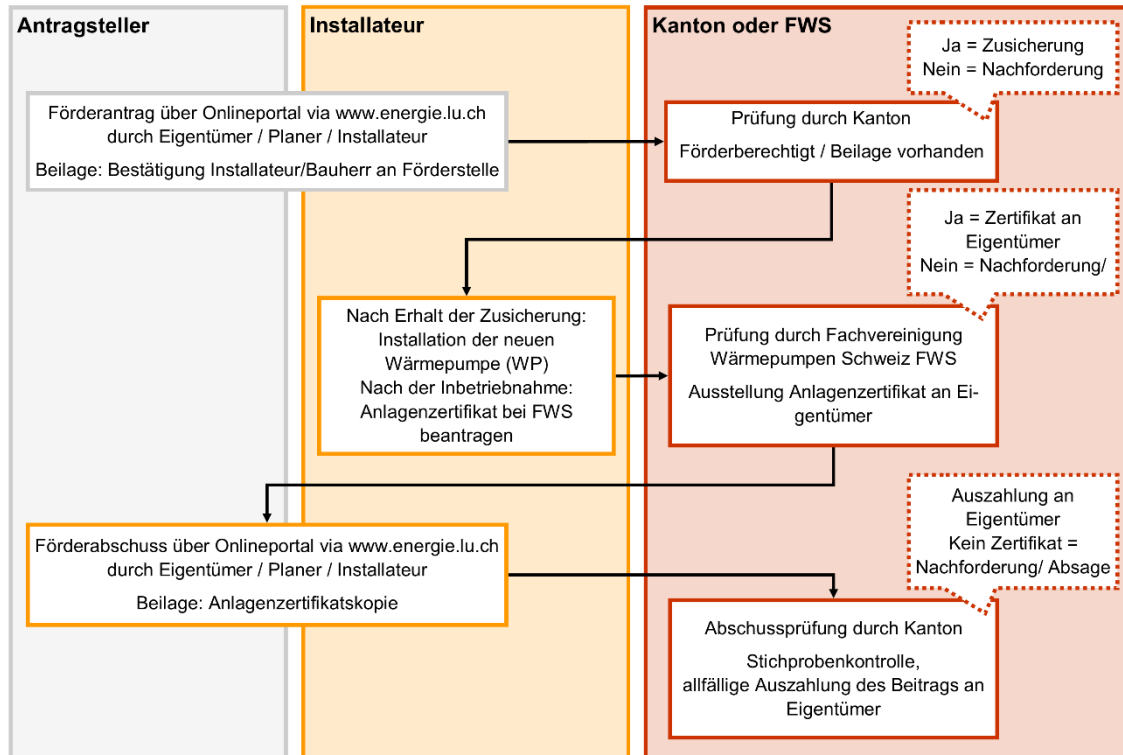 Antragsteller
Installateur
Kanton oder FWS
Ja = Zusicherung
Nein = Nachforderung
Förderantrag über Onlineportal via www.energie.lu.ch
durch Eigentümer / Planer / Installateur
Beilage: Bestätigung Installateur/Bauherr an Förderstelle
Prüfung durch Kanton
Förderberechtigt / Beilage vorhanden
Ja = Zertifikat an
Eigentümer
Nein = Nachforderung/
Nach Erhalt der Zusicherung:
Installation der neuen
Wärmepumpe (WP)
Nach der Inbetriebnahme:
Anlagenzertifikat bei FWS
beantragen
Prüfung durch Fachvereinigung
Wärmepumpen Schweiz FWS
Ausstellung Anlagenzertifikat an Ei-
gentümer
Auszahlung an
Eigentümer
Kein Zertifikat =
Nachforderung/ Absage
Förderabschuss über Onlineportal via www.energie.lu.ch
durch Eigentümer / Planer / Installateur
Beilage: Anlagenzertifikatskopie
Abschussprüfung durch Kanton
Stichprobenkontrolle,
allfällige Auszahlung des Beitrags an
Eigentümer